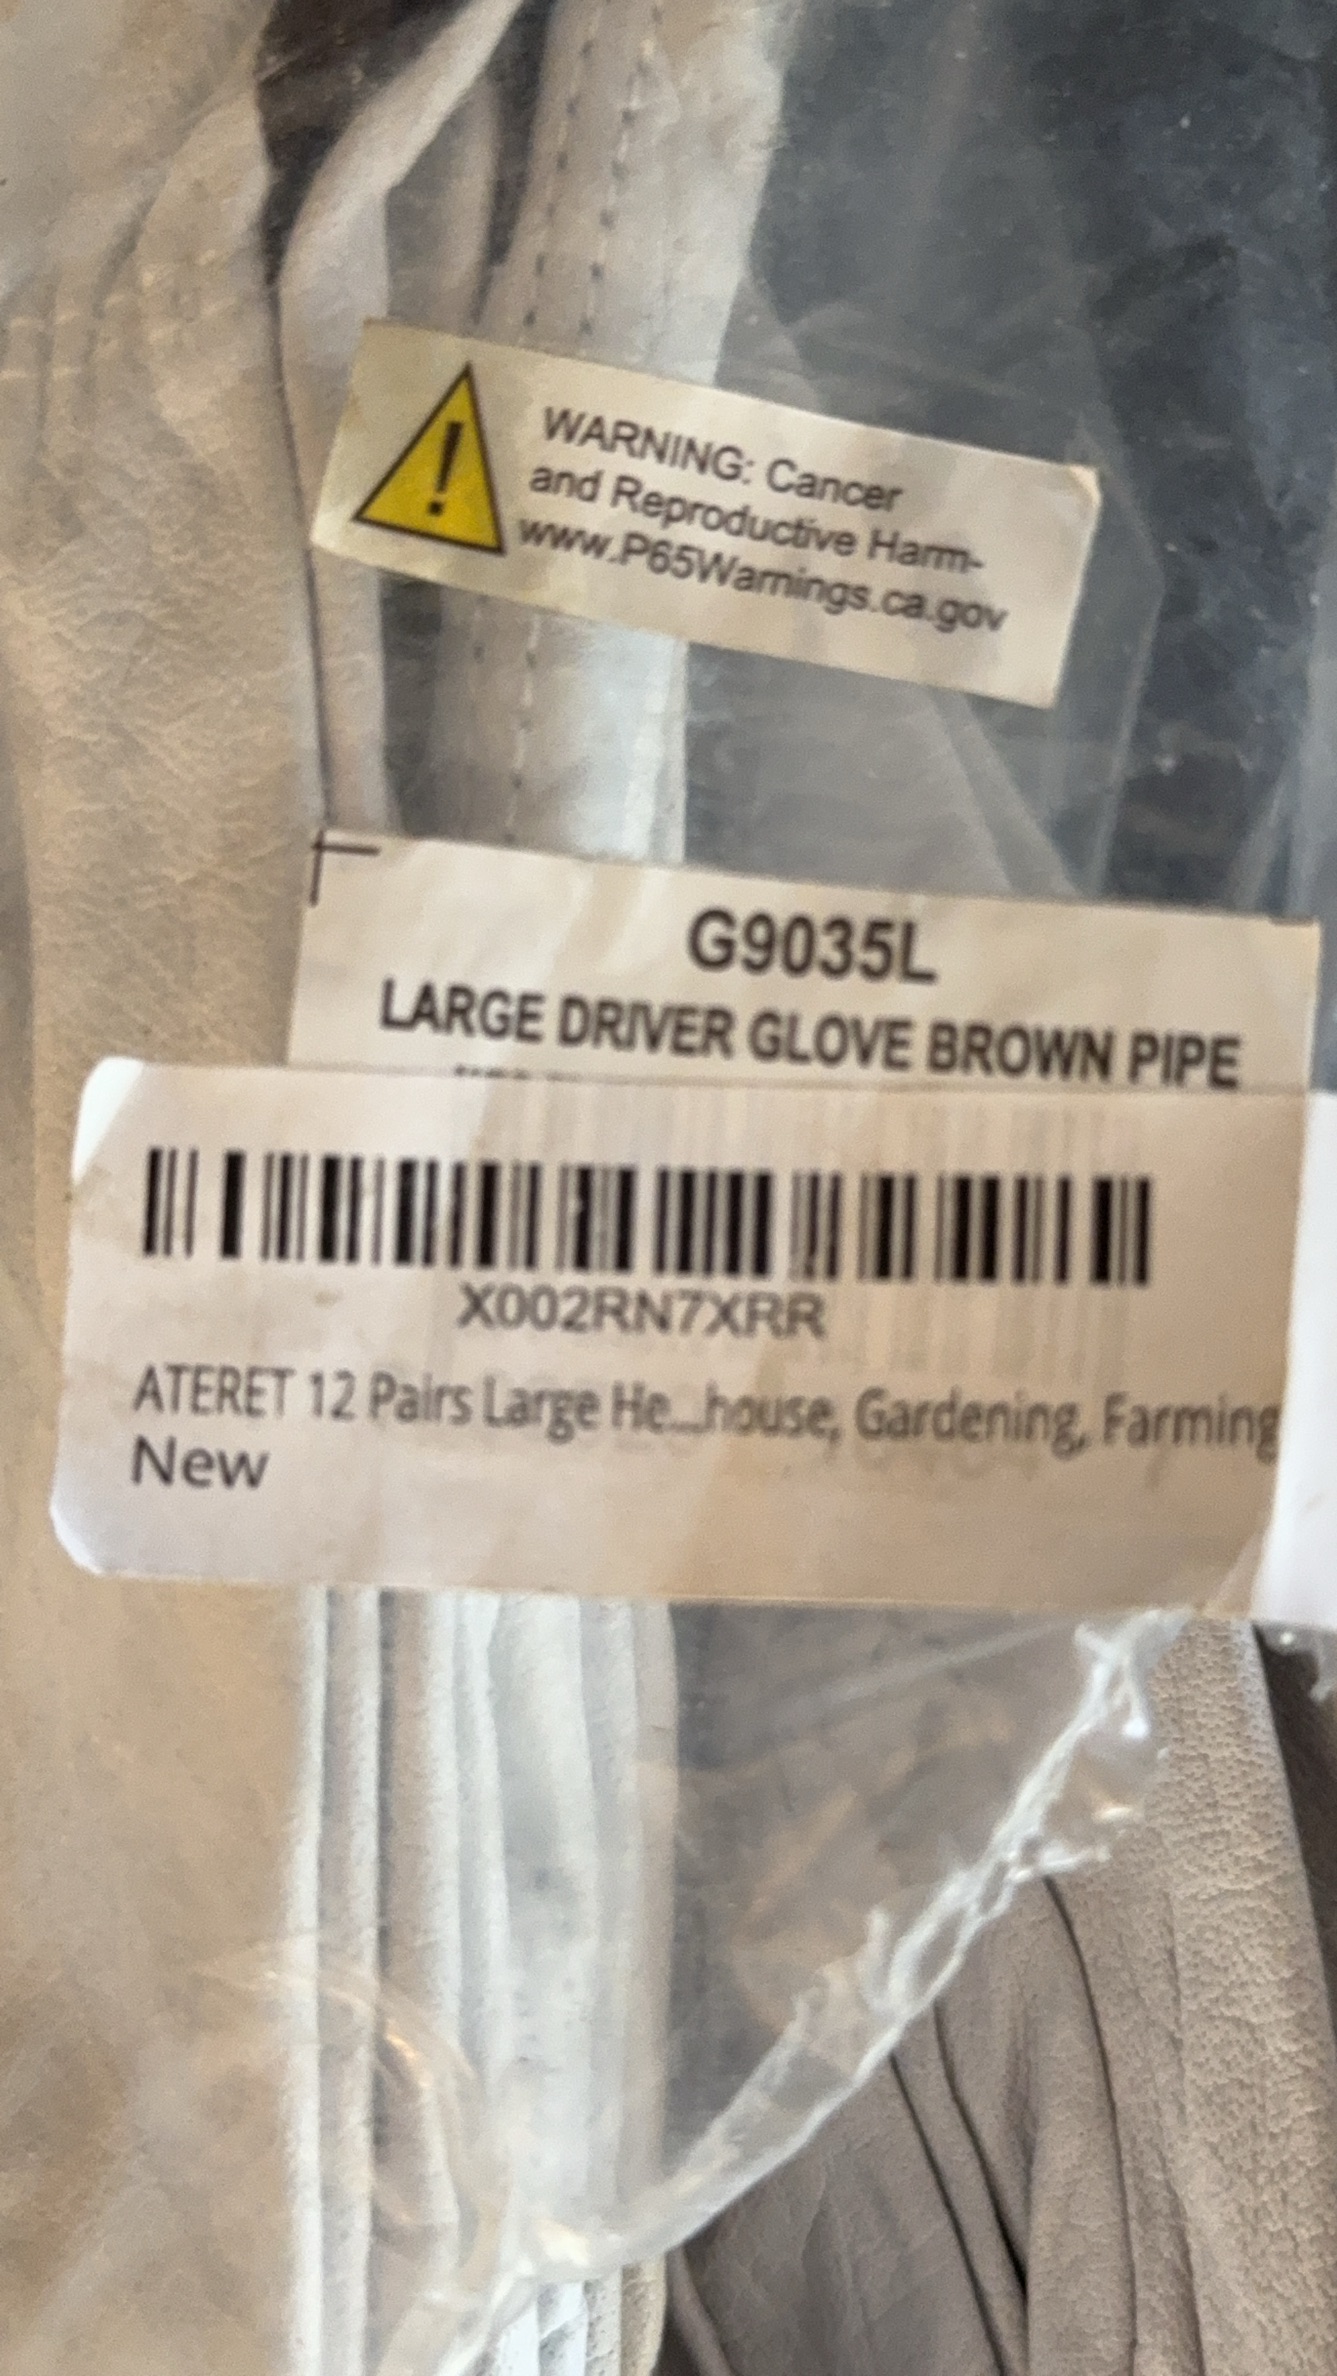 WARNING: Cancer
and Reproductive Harm-
www.P65Warnings.ca.gov
G9035L
LARGE DRIVER GLOVE BROWN PIPE
X002RN7XRR
ATERET 12 Pairs Large He...house, Gardening, Farming
New